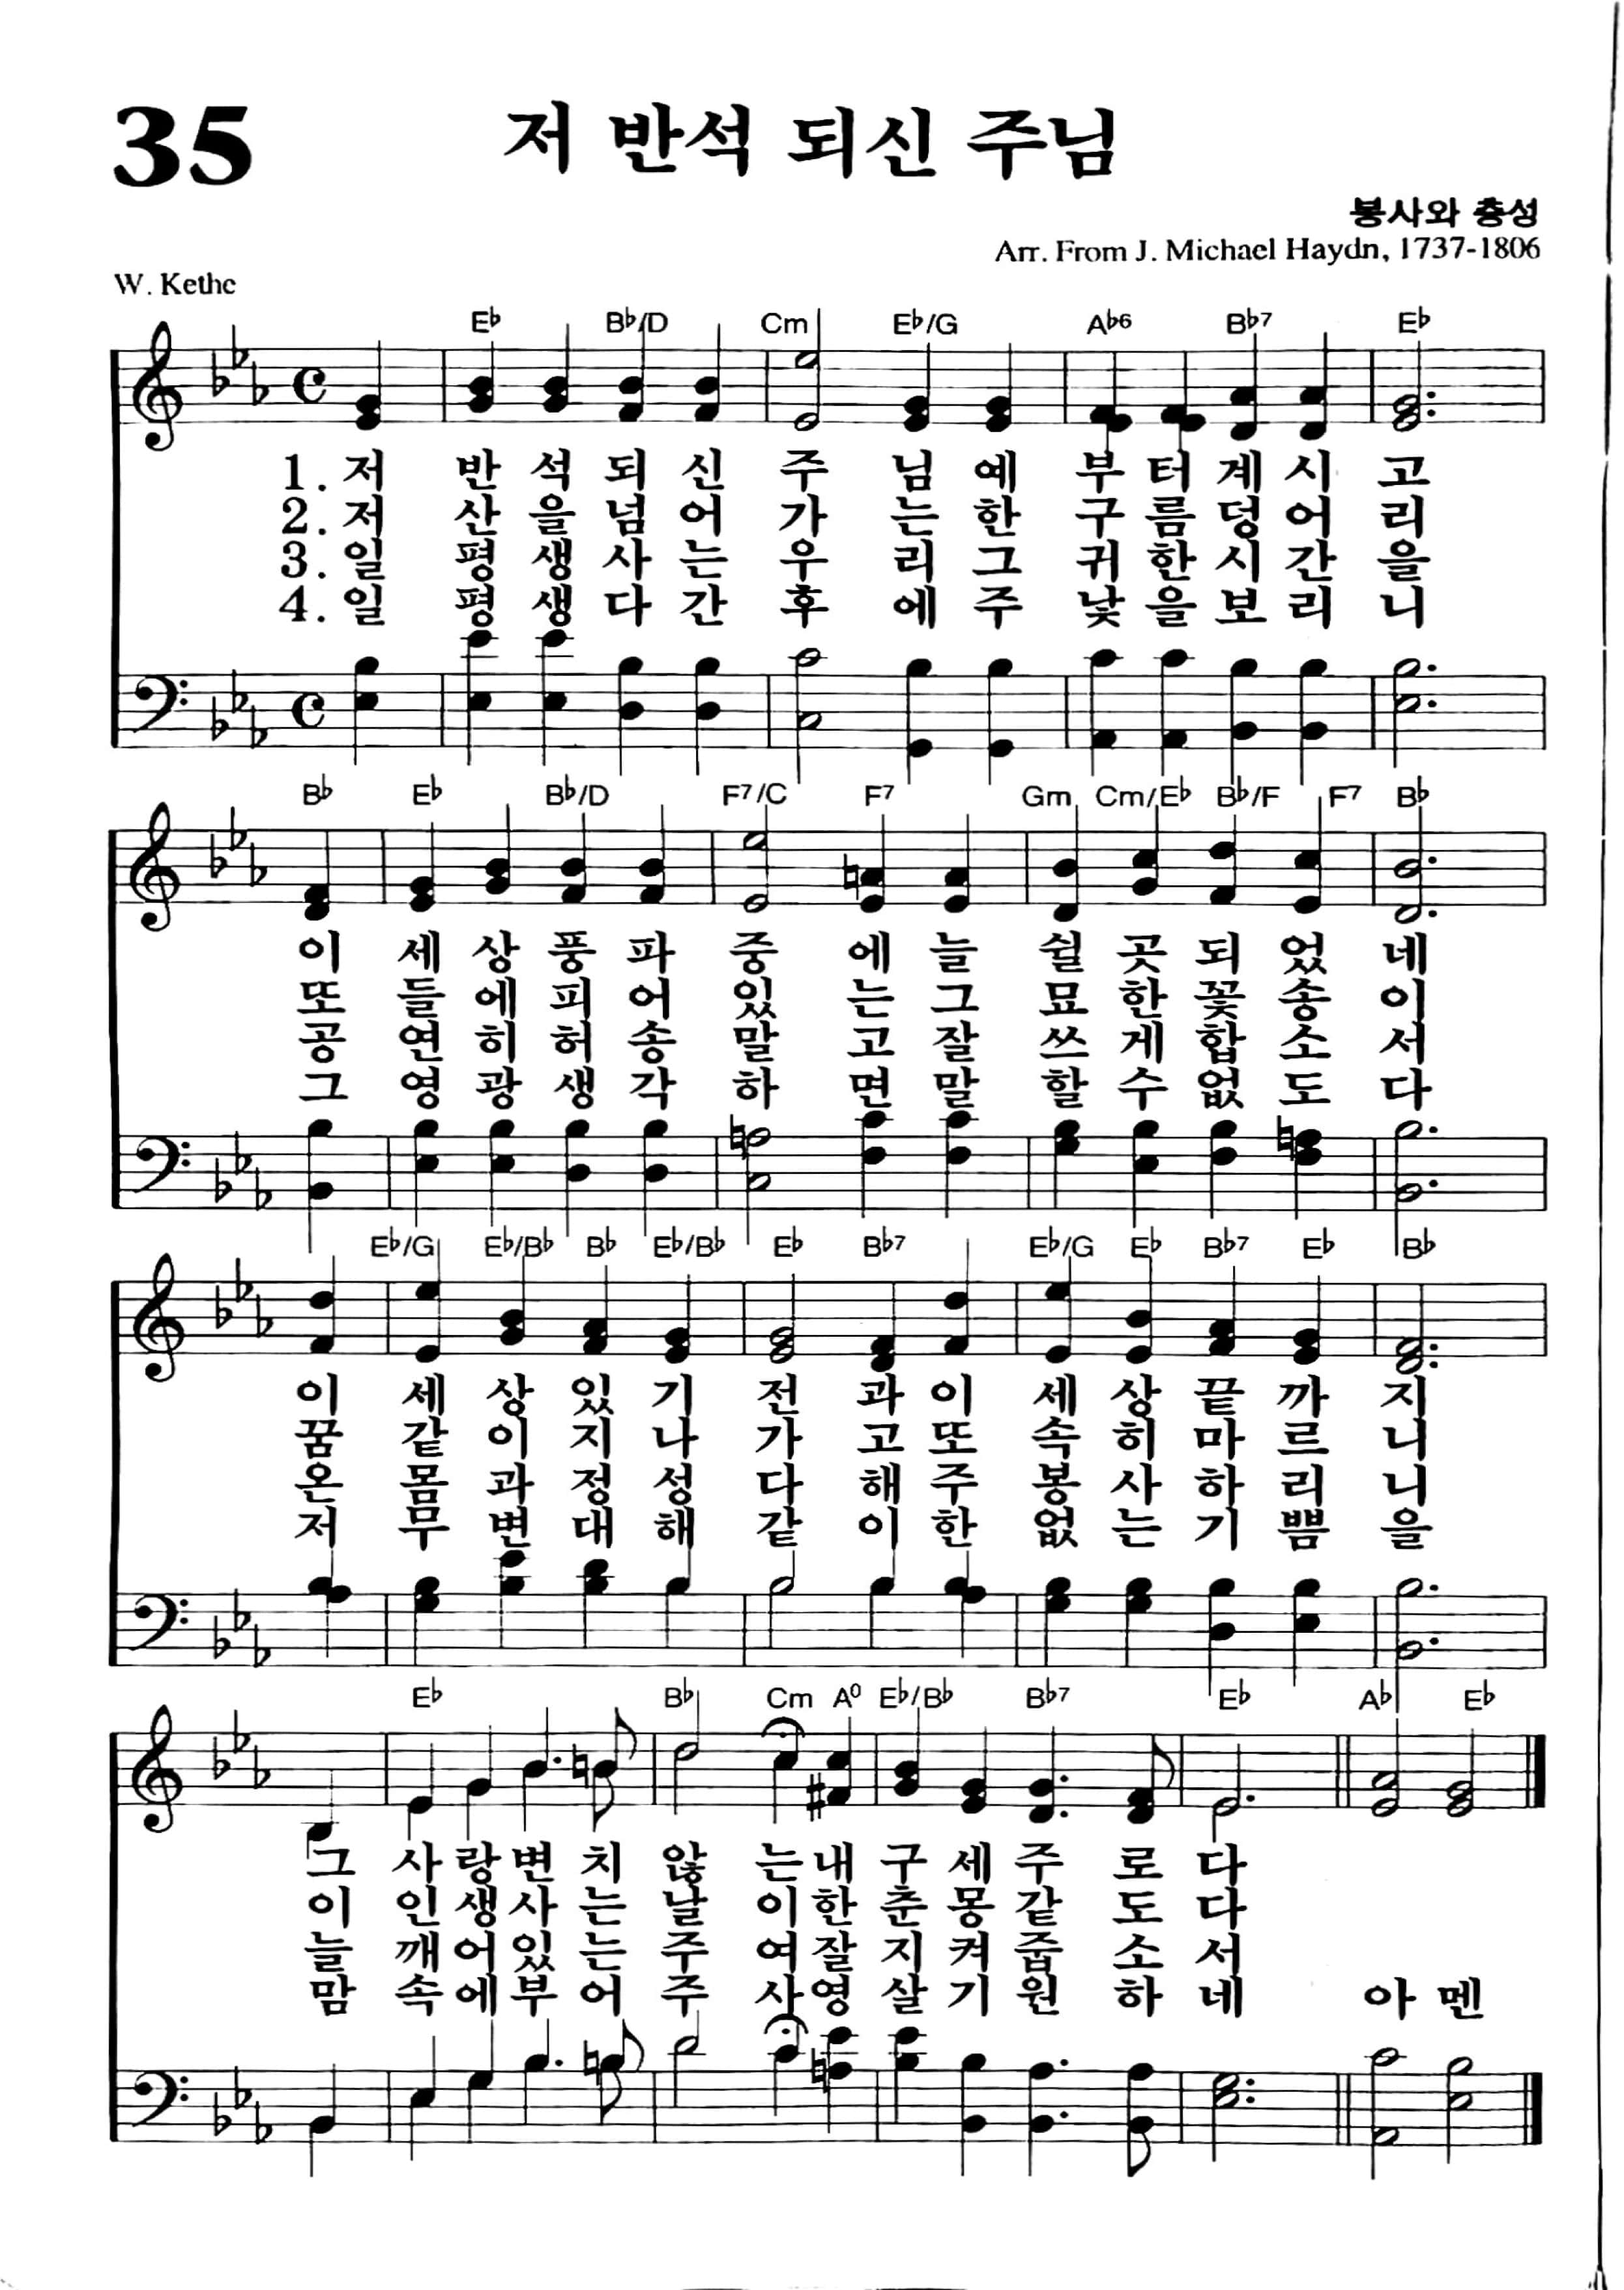 35
저 반석 되신 주님
봉사와 충성
Arr. From J. Michael Haydn, 1737-1806
W. Kethe
E♭ B♭/D Cm E♭/G A♭6 B♭7 E♭
1. 저 반 석 되 신 주 님 예 부 터 계 시 고
2. 저 산 을 넘 어 가 는 한 구 름 덩 어 리
3. 일 평 생 사 는 우 리 그 귀 한 시 간 을
4. 일 평 생 다 간 후 에 주 낯 을 보 리 니
B♭ E♭ B♭/D F7/C F7 Gm Cm/E♭ B♭/F F7 B♭
이 세 상 풍 파 중 에 늘 쉴 곳 되 었 네
또 들 에 피 어 있 는 그 묘 한 꽃 송 이
공 연 히 허 송 말 고 잘 쓰 게 합 소 서
그 영 광 생 각 하 면 말 할 수 없 도 다
E♭/G E♭/B♭ B♭ E♭/B♭ E♭ B♭7 E♭/G E♭ B♭7 E♭ B♭
이 세 상 있 기 전 과 이 세 상 끝 까 지
꿈 같 이 지 나 가 고 또 속 히 마 르 니
온 몸 과 정 성 다 해 주 봉 사 하 리 니
저 무 변 대 해 같 이 한 없 는 기 쁨 을
E♭ B♭ Cm A0 E♭/B♭ B♭7 E♭ A♭ E♭
그 사 랑 변 치 않 는 내 구 세 주 로 다
이 인 생 사 는 날 이 한 춘 몽 같 도 다
늘 깨 어 있 는 주 여 잘 지 켜 줍 소 서
맘 속 에 부 어 주 사 영 살 기 원 하 네 아 멘